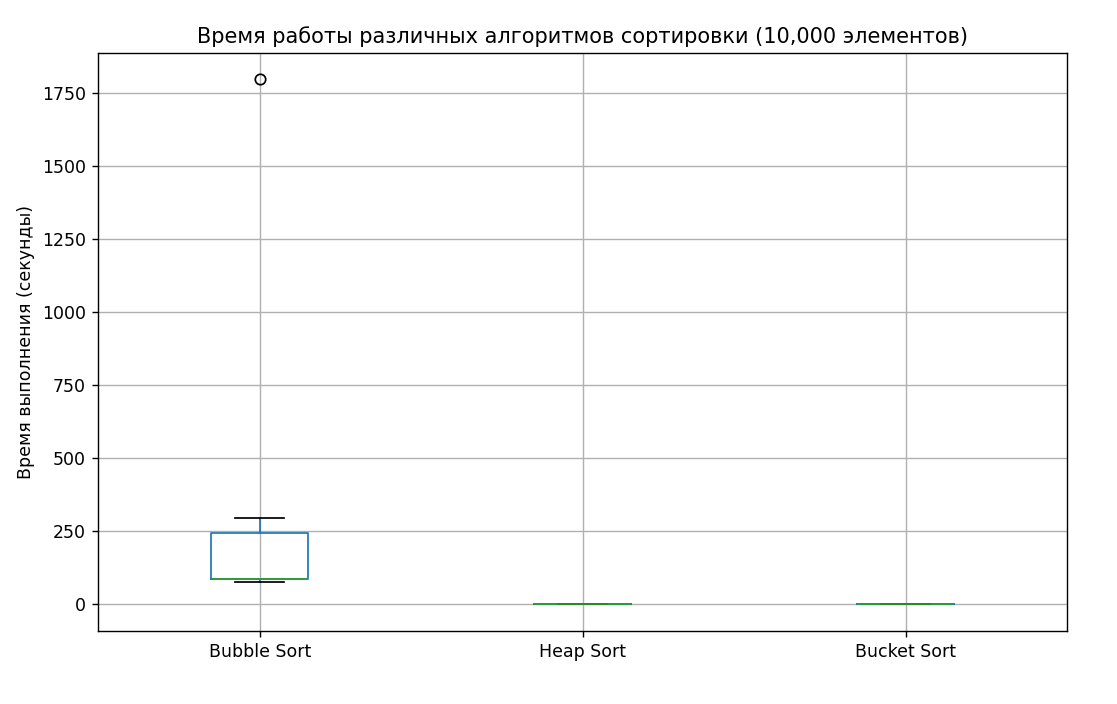 Время работы различных алгоритмов сортировки (10,000 элементов)
Время выполнения (секунды)
1750
1500
1250
1000
750
500
250
0
Bubble Sort
Heap Sort
Bucket Sort